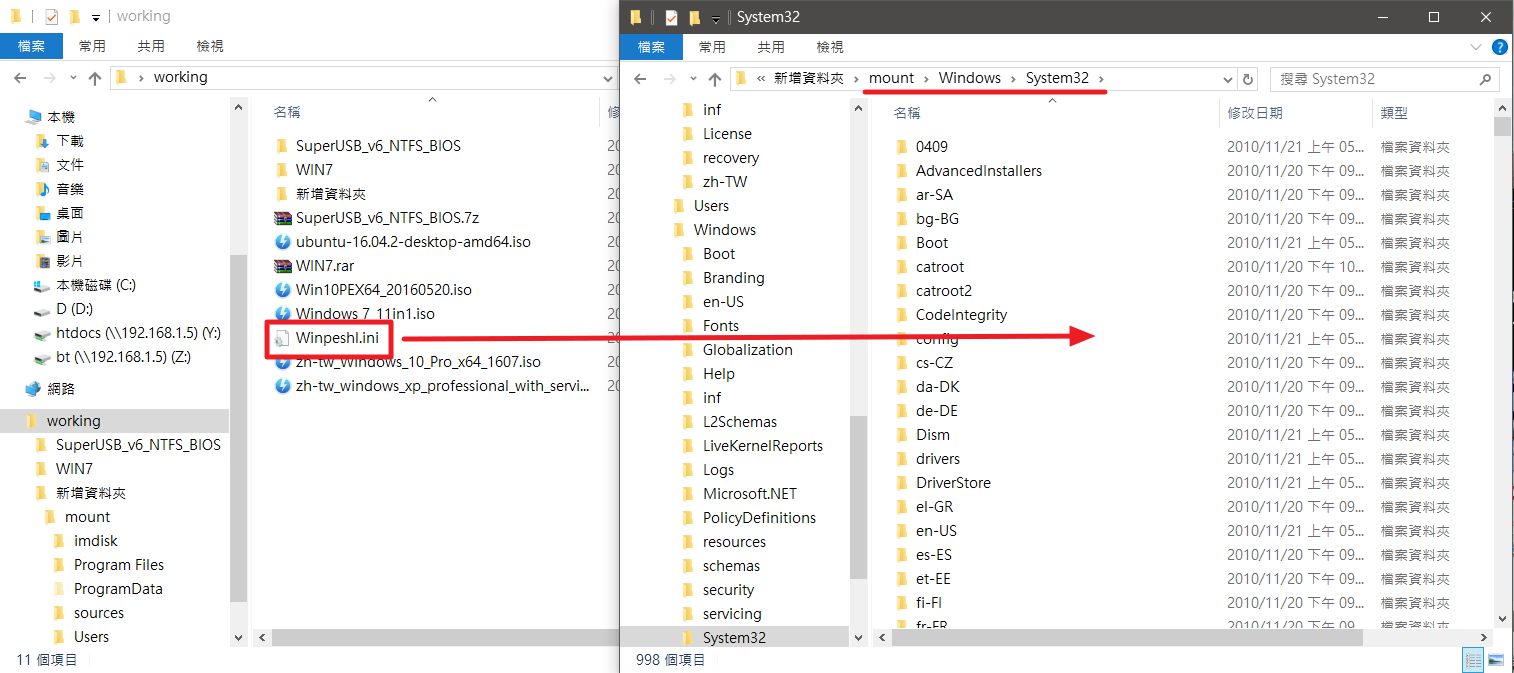 working
檔案 常用 共用 檢視
working
本機
下載
文件
音樂
桌面
圖片
影片
本機磁碟 (C:)
D (D:)
htdocs (\\192.168.1.5) (Y:)
bt (\\192.168.1.5) (Z:)
網路
working
SuperUSB_v6_NTFS_BIOS
WIN7
新增資料夾
mount
imdisk
Program Files
ProgramData
sources
Users
名稱
SuperUSB_v6_NTFS_BIOS
WIN7
新增資料夾
SuperUSB_v6_NTFS_BIOS.7z
ubuntu-16.04.2-desktop-amd64.iso
WIN7.rar
Win10PEX64_20160520.iso
Windows 7_11in1.iso
Winpeshl.ini
zh-tw_Windows_10_Pro_x64_1607.iso
zh-tw_windows_xp_professional_with_servi...
11 個項目
System32
檔案 常用 共用 檢視
« 新增資料夾 › mount › Windows › System32 ›
搜尋 System32
inf
License
recovery
zh-TW
Users
Windows
Boot
Branding
en-US
Fonts
Globalization
Help
inf
L2Schemas
LiveKernelReports
Logs
Microsoft.NET
PolicyDefinitions
resources
schemas
security
servicing
System32
名稱 修改日期 類型
0409 2010/11/21 上午 05... 檔案資料夾
AdvancedInstallers 2010/11/20 下午 09... 檔案資料夾
ar-SA 2010/11/20 下午 09... 檔案資料夾
bg-BG 2010/11/20 下午 09... 檔案資料夾
Boot 2010/11/21 上午 05... 檔案資料夾
catroot 2010/11/20 下午 10... 檔案資料夾
catroot2 2010/11/20 下午 09... 檔案資料夾
CodeIntegrity 2010/11/20 下午 09... 檔案資料夾
config 2010/11/20 下午 09... 檔案資料夾
cs-CZ 2010/11/20 下午 09... 檔案資料夾
da-DK 2010/11/20 下午 09... 檔案資料夾
de-DE 2010/11/20 下午 09... 檔案資料夾
Dism 2010/11/21 上午 05... 檔案資料夾
drivers 2010/11/21 上午 05... 檔案資料夾
DriverStore 2010/11/21 上午 05... 檔案資料夾
el-GR 2010/11/20 下午 09... 檔案資料夾
en-US 2010/11/21 上午 05... 檔案資料夾
es-ES 2010/11/20 下午 09... 檔案資料夾
et-EE 2010/11/20 下午 09... 檔案資料夾
fi-FI 2010/11/20 下午 09... 檔案資料夾
fr-FR 2010/11/20 下午 09... 檔案資料夾
998 個項目